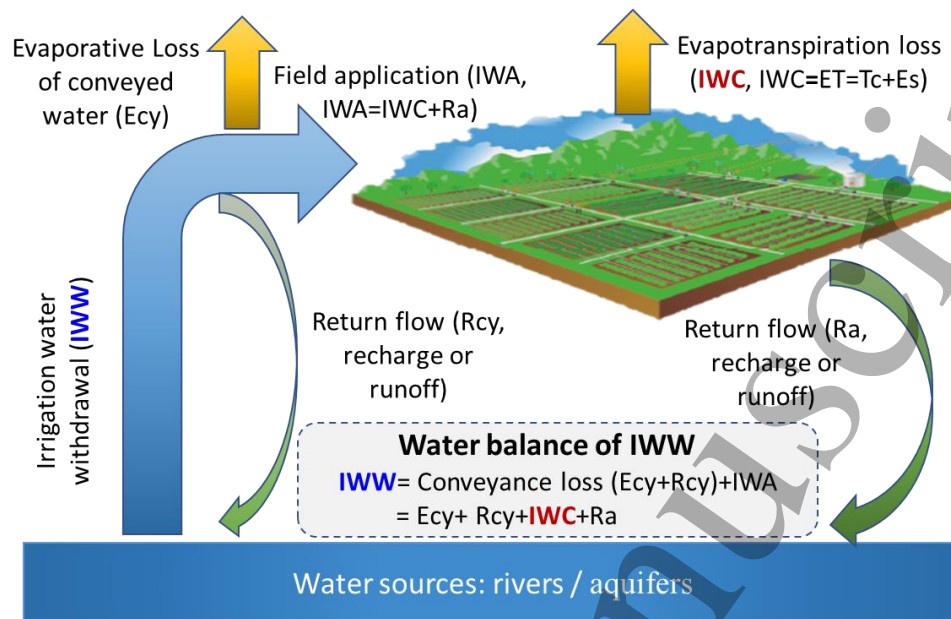 Evaporative Loss
of conveyed
water (Ecy)
Field application (IWA,
IWA=IWC+Ra)
Evapotranspiration loss
(IWC, IWC=ET=Tc+Es)
Irrigation water
withdrawal (IWW)
Return flow (Rcy,
recharge or
runoff)
Return flow (Ra,
recharge or
runoff)
Water balance of IWW
IWW= Conveyance loss (Ecy+Rcy)+IWA
= Ecy+ Rcy+IWC+Ra
Water sources: rivers / aquifers
nuscri